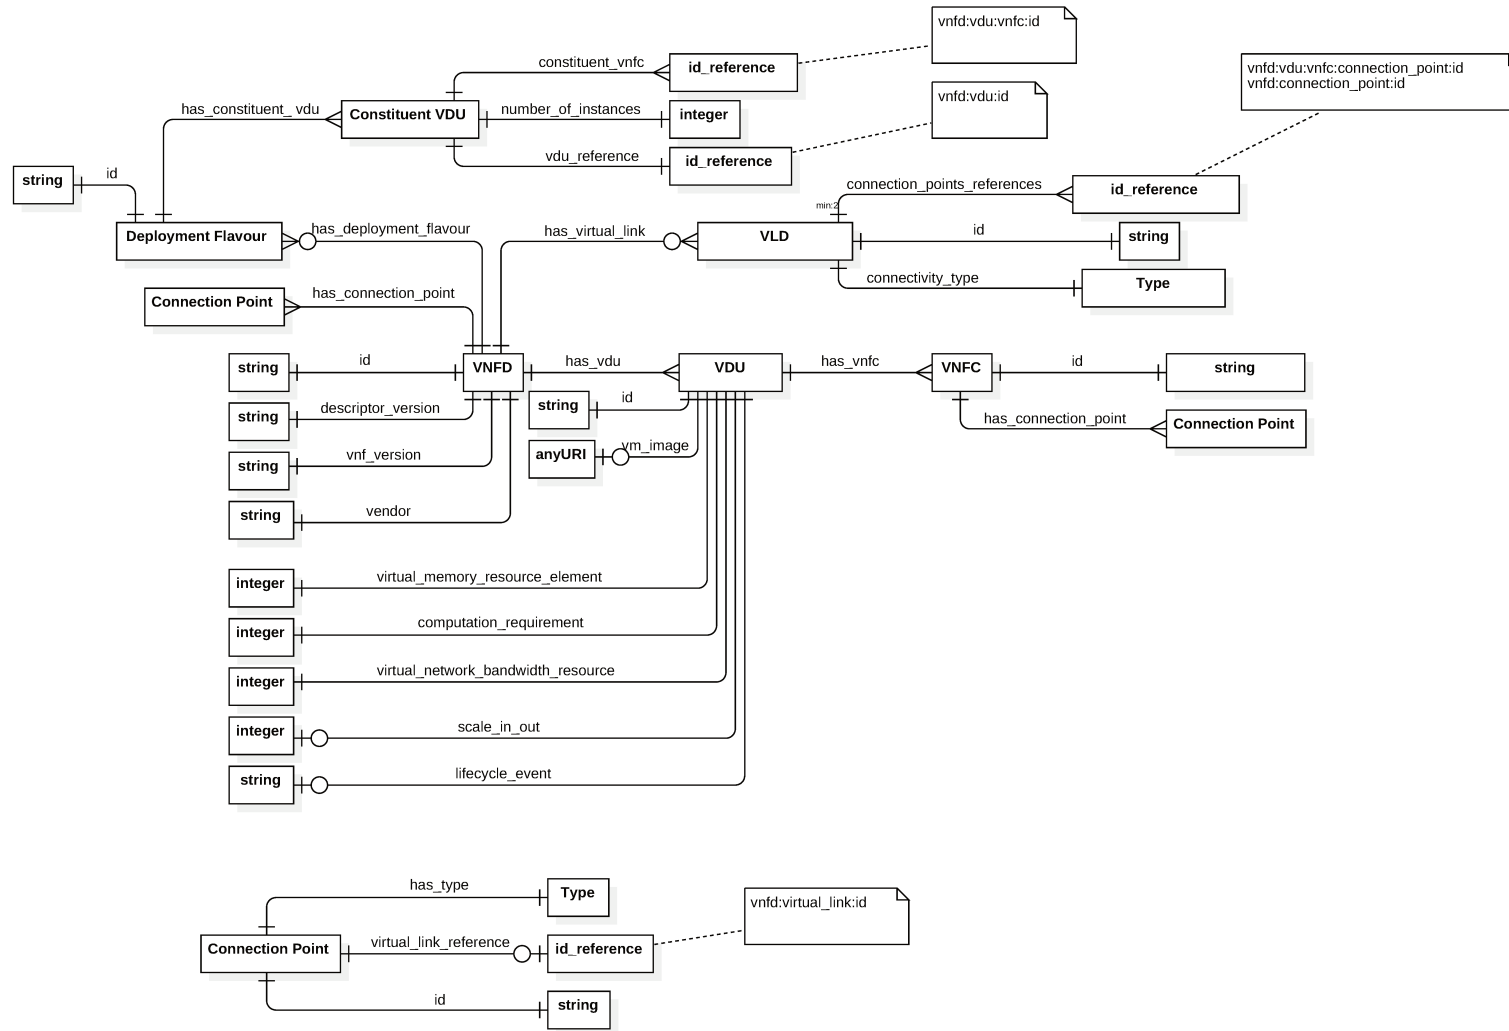 vnfd:vdu:vnfc:id
constituent_vnfc
id_reference
vnfd:vdu:vnfc:connection_point:id
vnfd:connection_point:id
vnfd:vdu:id
has_constituent_ vdu
Constituent VDU
number_of_instances
integer
vdu_reference
id_reference
string
id
connection_points_references
id_reference
min:2
Deployment Flavour
has_deployment_flavour
has_virtual_link
VLD
id
string
connectivity_type
Type
Connection Point
has_connection_point
string
id
VNFD
has_vdu
VDU
has_vnfc
VNFC
id
string
string
descriptor_version
string
id
has_connection_point
Connection Point
string
vnf_version
anyURI
vm_image
string
vendor
integer
virtual_memory_resource_element
integer
computation_requirement
integer
virtual_network_bandwidth_resource
integer
scale_in_out
string
lifecycle_event
has_type
Type
vnfd:virtual_link:id
Connection Point
virtual_link_reference
id_reference
id
string